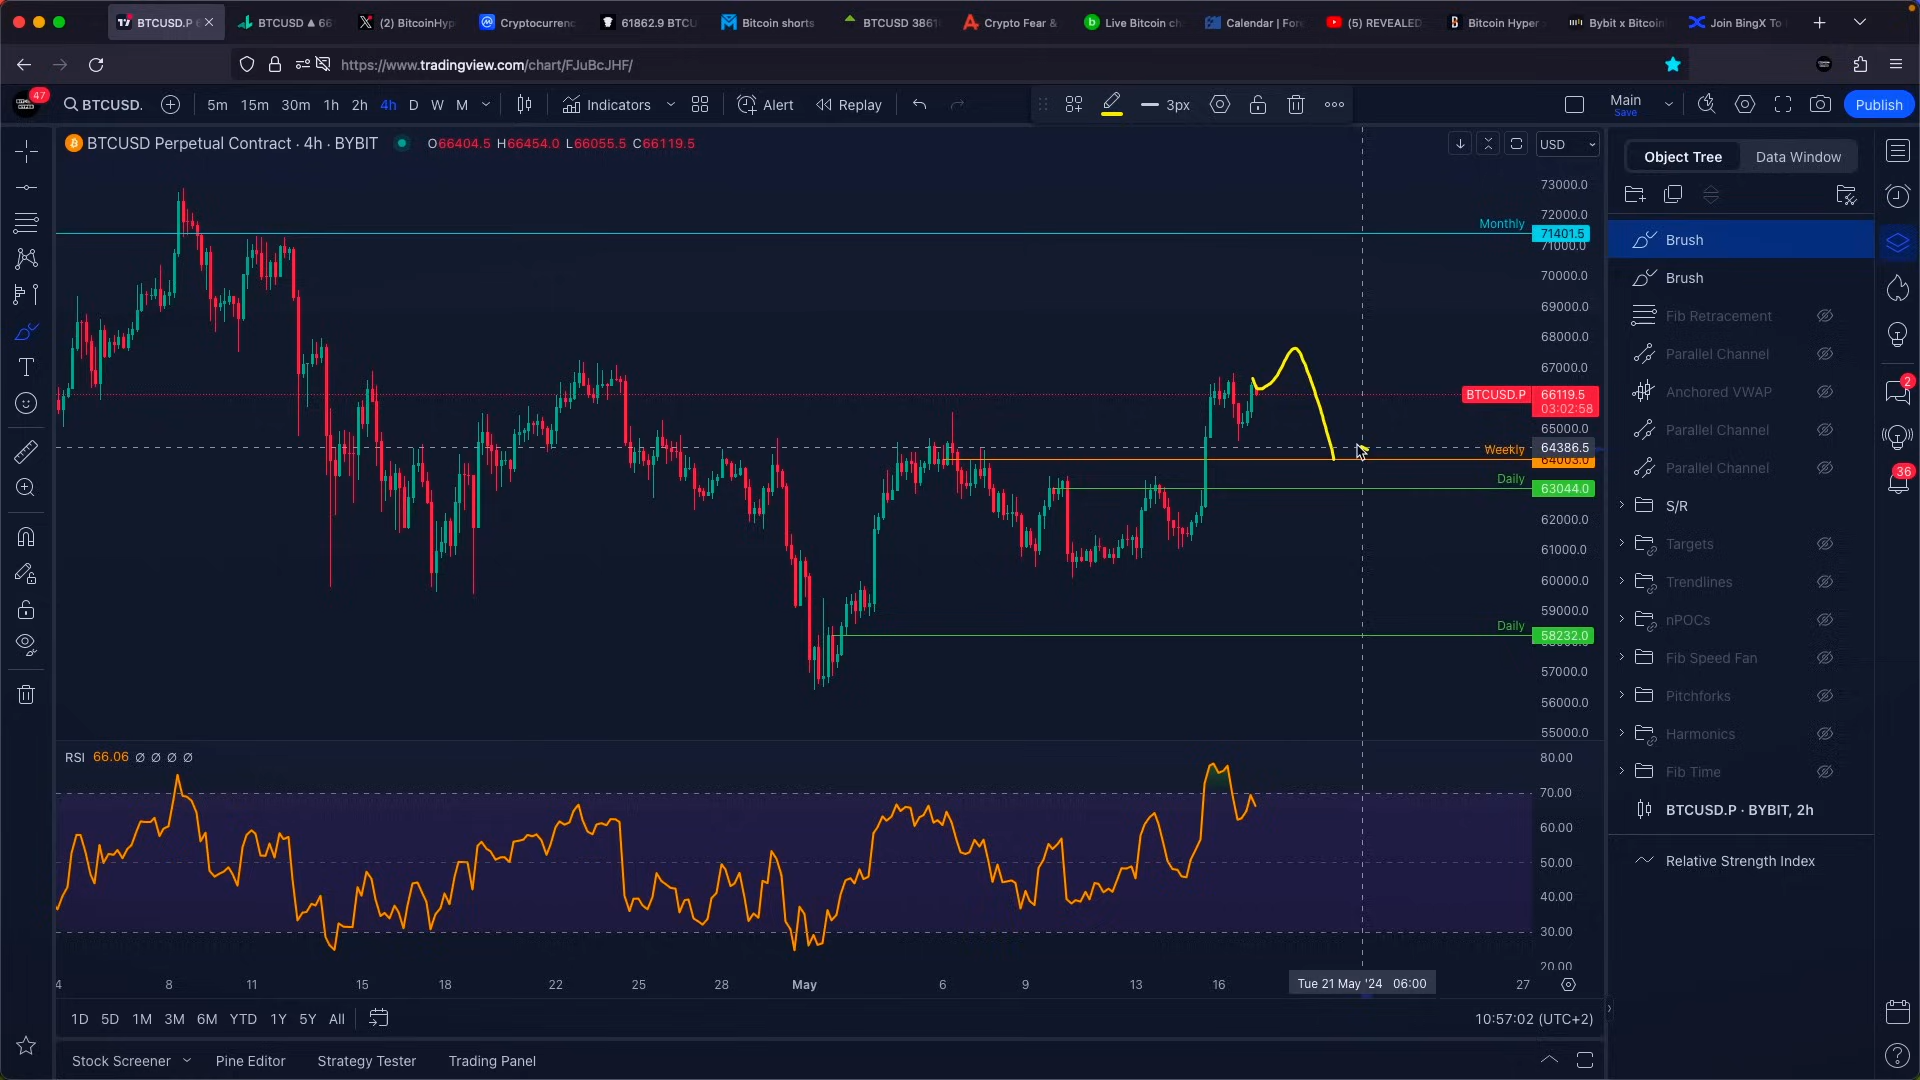 BTCUSD.P
BTCUSD ▲ 66
(2) BitcoinHyp
Cryptocurrenc
61862.9 BTCU
Bitcoin shorts
BTCUSD 3861
Crypto Fear &
Live Bitcoin ch
Calendar | For
(5) REVEALED
Bitcoin Hyper
Bybit x Bitcoin
Join BingX To
https://www.tradingview.com/chart/FJuBcJHF/
47
BTCUSD.
5m 15m 30m 1h 2h 4h D W M
Indicators
Alert
Replay
3px
Main
Save
Publish
BTCUSD Perpetual Contract · 4h · BYBIT
O66404.5 H66454.0 L66055.5 C66119.5
USD
Object Tree
Data Window
73000.0
72000.0
Monthly
71401.5
71000.0
70000.0
69000.0
68000.0
67000.0
BTCUSD.P
66119.5
03:02:58
65000.0
64386.5
Weekly
64003.0
Daily
63044.0
62000.0
61000.0
60000.0
59000.0
Daily
58232.0
57000.0
56000.0
55000.0
Brush
Brush
Fib Retracement
Parallel Channel
Anchored VWAP
Parallel Channel
Parallel Channel
S/R
Targets
Trendlines
nPOCs
Fib Speed Fan
Pitchforks
Harmonics
Fib Time
BTCUSD.P · BYBIT, 2h
Relative Strength Index
2
36
RSI 66.06 ∅ ∅ ∅ ∅
80.00
70.00
60.00
50.00
40.00
30.00
20.00
4 8 11 15 18 22 25 28 May 6 9 13 16 Tue 21 May '24 06:00 27
1D 5D 1M 3M 6M YTD 1Y 5Y All
10:57:02 (UTC+2)
Stock Screener
Pine Editor
Strategy Tester
Trading Panel